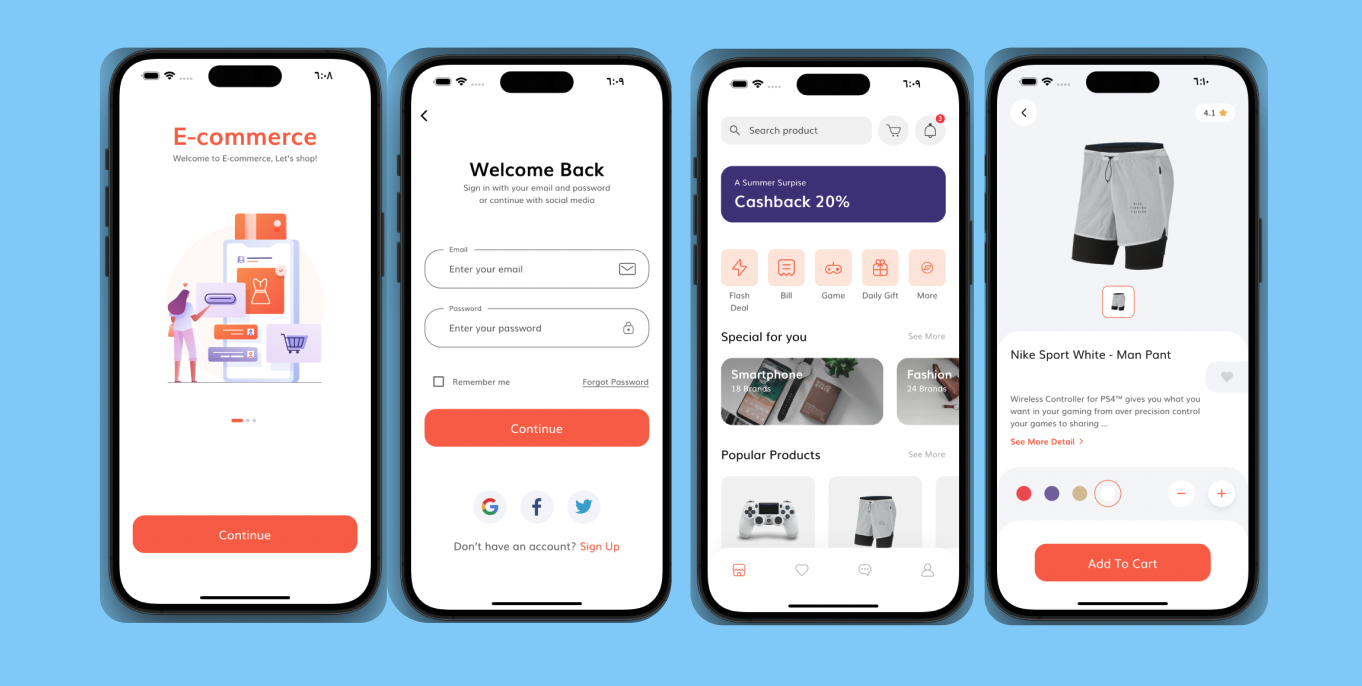 ٦:٠٨
E-commerce
Welcome to E-commerce, Let's shop!
Continue
٦:٠٩
Welcome Back
Sign in with your email and password
or continue with social media
Email
Enter your email
Password
Enter your password
Remember me
Forgot Password
Continue
Don't have an account? Sign Up
٦:٠٩
Search product
3
A Summer Surpise
Cashback 20%
Flash
Deal
Bill
Game
Daily Gift
More
Special for you
See More
Smartphone
18 Brands
Fashion
24 Brands
Popular Products
See More
٦:١٠
4.1
Nike Sport White - Man Pant
Wireless Controller for PS4™ gives you what you
want in your gaming from over precision control
your games to sharing ...
See More Detail
Add To Cart